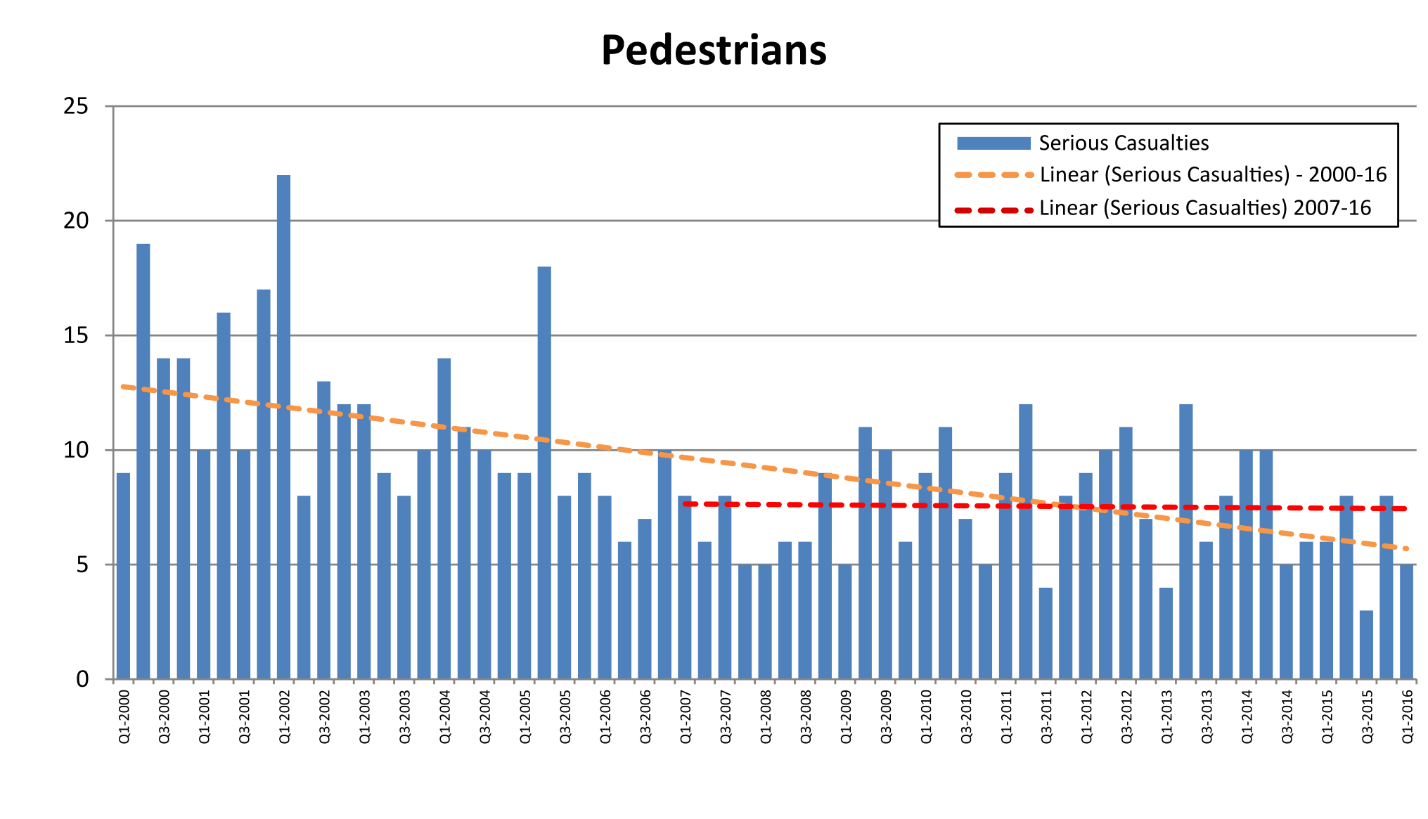 Pedestrians
25
20
15
10
5
0
Serious Casualties
Linear (Serious Casualties) - 2000-16
Linear (Serious Casualties) 2007-16
Q1-2000
Q3-2000
Q1-2001
Q3-2001
Q1-2002
Q3-2002
Q1-2003
Q3-2003
Q1-2004
Q3-2004
Q1-2005
Q3-2005
Q1-2006
Q3-2006
Q1-2007
Q3-2007
Q1-2008
Q3-2008
Q1-2009
Q3-2009
Q1-2010
Q3-2010
Q1-2011
Q3-2011
Q1-2012
Q3-2012
Q1-2013
Q3-2013
Q1-2014
Q3-2014
Q1-2015
Q3-2015
Q1-2016